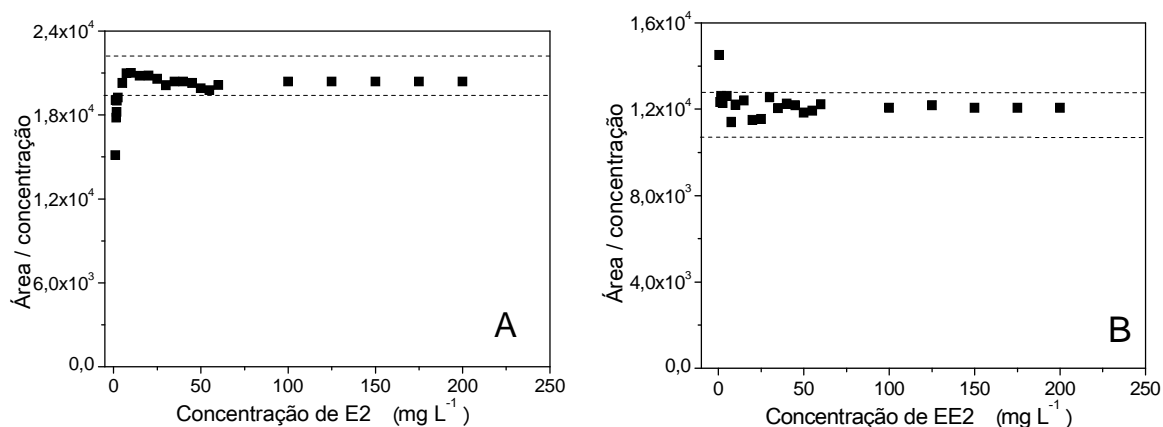 Área / concentração
2,4x10⁴
1,8x10⁴
1,2x10⁴
6,0x10³
0,0
0
50
100
150
200
250
Concentração de E2 (mg L⁻¹)
A
Área / concentração
1,6x10⁴
1,2x10⁴
8,0x10³
4,0x10³
0,0
0
50
100
150
200
250
Concentração de EE2 (mg L⁻¹)
B